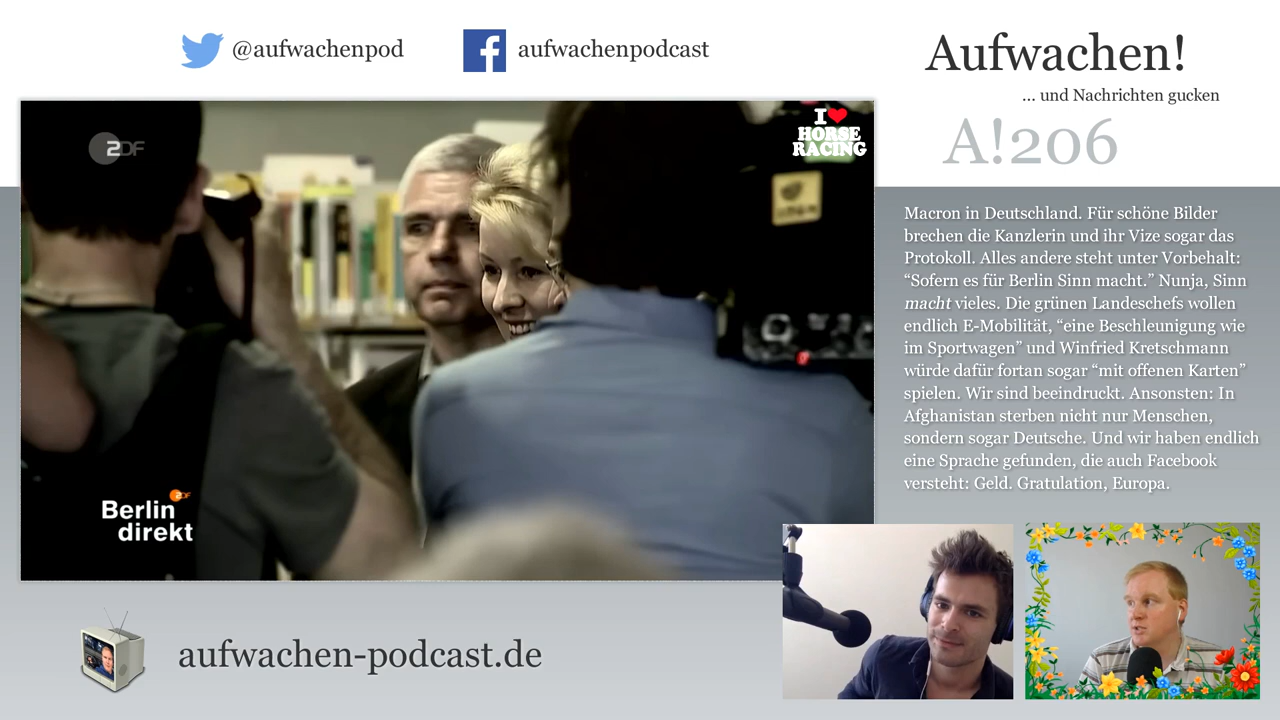 @aufwachenpod
aufwachenpodcast
Aufwachen!
... und Nachrichten gucken
A!206
ZDF
I
HORSE
RACING
Macron in Deutschland. Für schöne Bilder
brechen die Kanzlerin und ihr Vize sogar das
Protokoll. Alles andere steht unter Vorbehalt:
“Sofern es für Berlin Sinn macht.” Nunja, Sinn
macht vieles. Die grünen Landeschefs wollen
endlich E-Mobilität, “eine Beschleunigung wie
im Sportwagen” und Winfried Kretschmann
würde dafür fortan sogar “mit offenen Karten”
spielen. Wir sind beeindruckt. Ansonsten: In
Afghanistan sterben nicht nur Menschen,
sondern sogar Deutsche. Und wir haben endlich
eine Sprache gefunden, die auch Facebook
versteht: Geld. Gratulation, Europa.
ZDF
Berlin
direkt
aufwachen-podcast.de